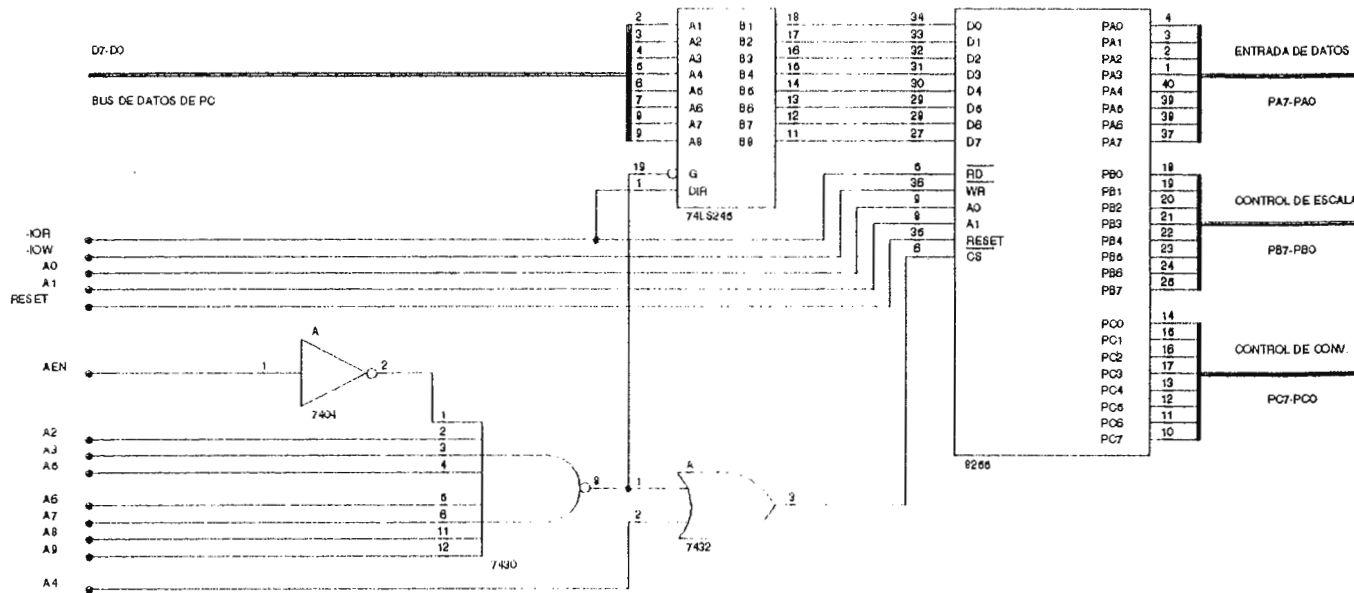 D7-D0
BUS DE DATOS DE PC
2 A1 B1 18 34 D0 PA0 4
3 A2 B2 17 33 D1 PA1 3
4 A3 B3 16 32 D2 PA2 2
5 A4 B4 15 31 D3 PA3 1
6 A5 B5 14 30 D4 PA4 40
7 A6 B6 13 29 D5 PA5 39
8 A7 B7 12 28 D6 PA6 38
9 A8 B8 11 27 D7 PA7 37
ENTRADA DE DATOS
PA7-PA0
19 G
1 DIR
74LS245
5 RD PB0 18
36 WR PB1 19
9 A0 PB2 20
8 A1 PB3 21
35 RESET PB4 22
6 CS PB5 23
PB6 24
PB7 25
CONTROL DE ESCALA
PB7-PB0
-IOR
-IOW
A0
A1
RESET
PC0 14
PC1 15
PC2 16
PC3 17
PC4 13
PC5 12
PC6 11
PC7 10
CONTROL DE CONV.
PC7-PC0
8255
AEN 1 A 2
7404
1
A2 2
A3 3
A5 4
A6 5
A7 6
A8 11
A9 12
8
7430
A4
1 A 3
2
7432